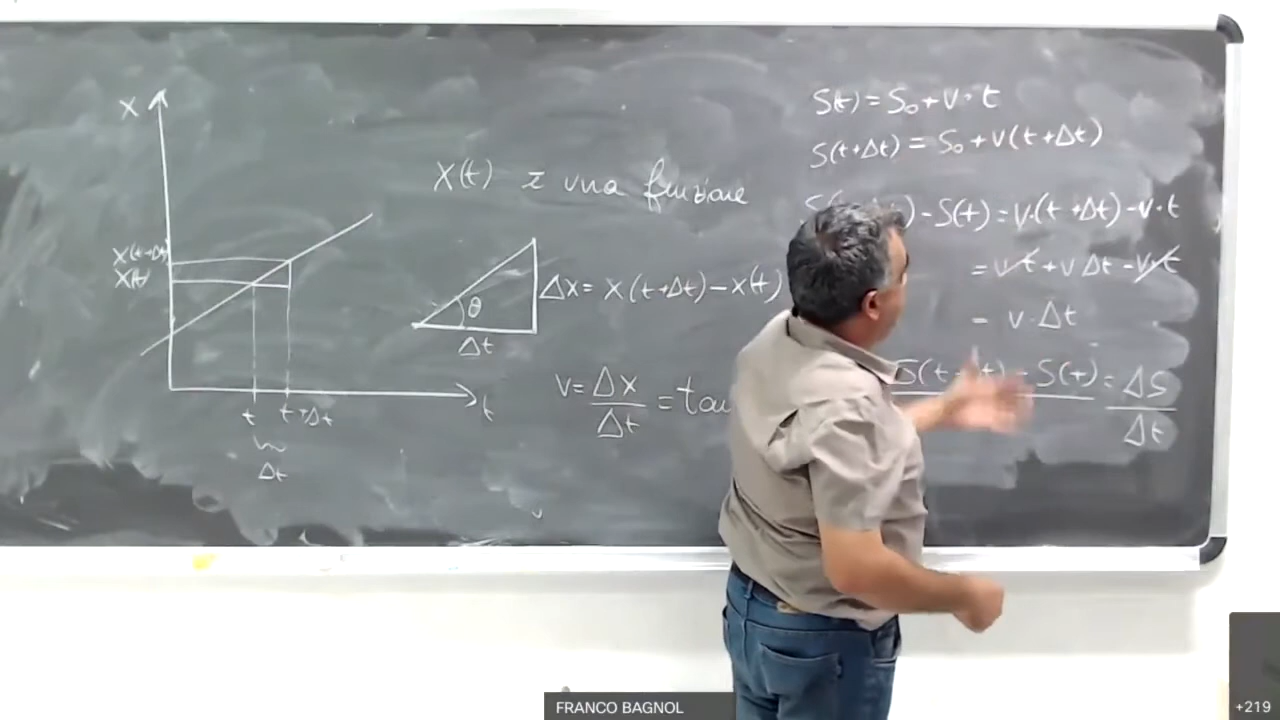 X
X(t+Δt)
X(t)
t
t+Δt
t
Δt
X(t) è una funzione
θ
Δt
Δx = X(t+Δt) - X(t)
v = Δx/Δt = tan
S(t) = S₀ + v · t
S(t+Δt) = S₀ + v(t+Δt)
- S(t) = v·(t+Δt) - v·t
= v t + v Δt - v t
= v·Δt
- S(t) = ΔS/Δt
FRANCO BAGNOL
+219